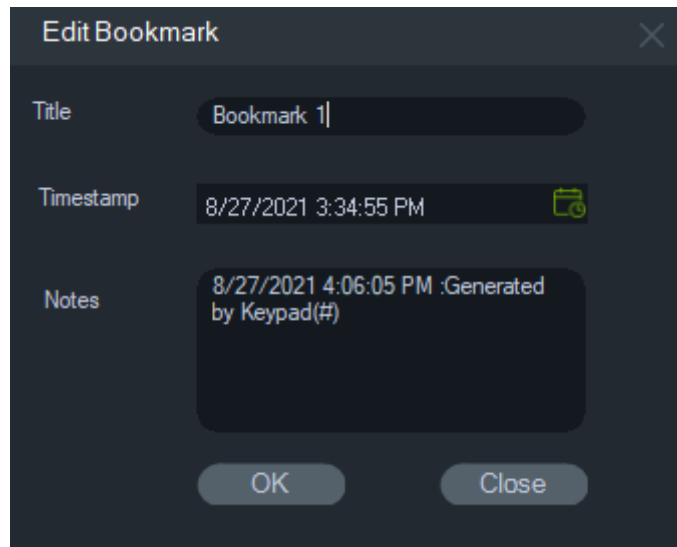 Edit Bookmark
Title
Bookmark 1
Timestamp
8/27/2021 3:34:55 PM
Notes
8/27/2021 4:06:05 PM :Generated
by Keypad(#)
OK
Close